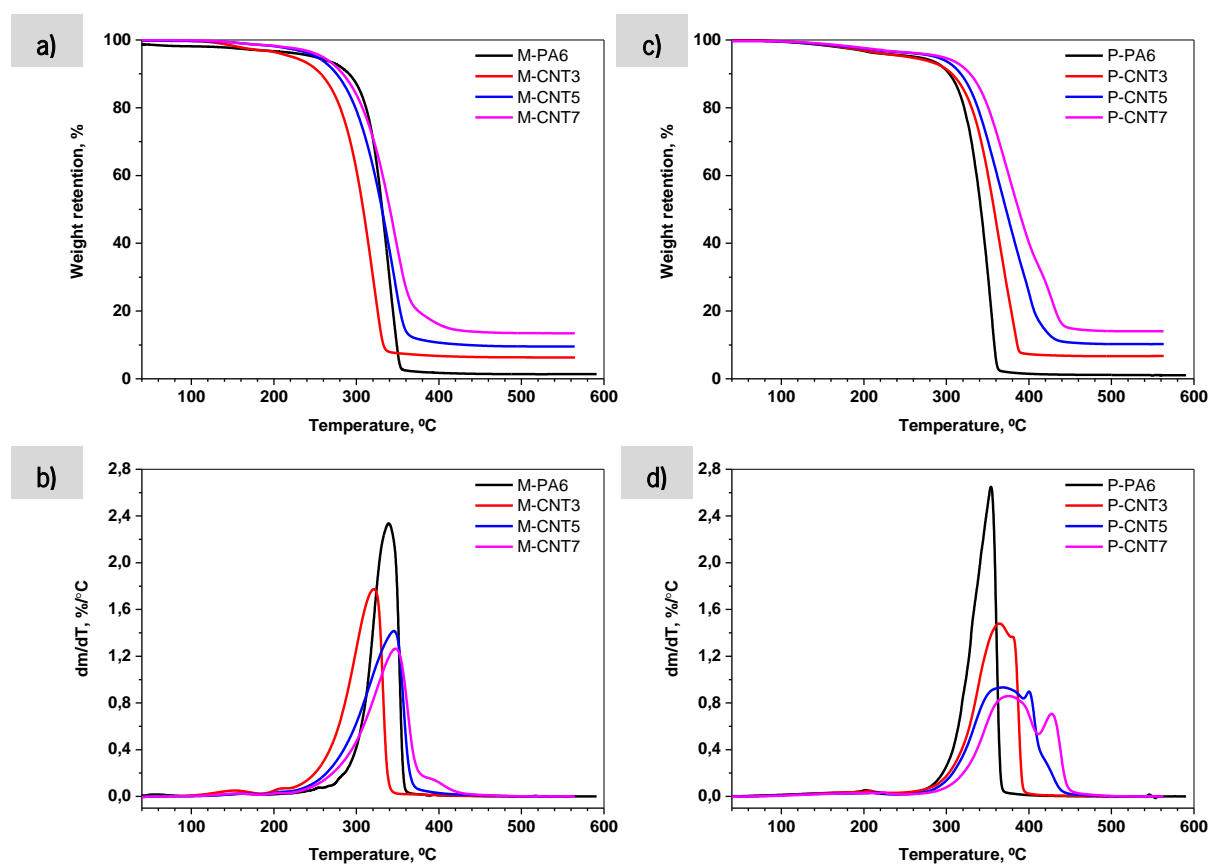 a)
100
80
60
40
20
0
Weight retention, %
100 200 300 400 500 600
Temperature, ºC
M-PA6
M-CNT3
M-CNT5
M-CNT7
c)
100
80
60
40
20
0
Weight retention, %
100 200 300 400 500 600
Temperature, ºC
P-PA6
P-CNT3
P-CNT5
P-CNT7
b)
2,8
2,4
2,0
1,6
1,2
0,8
0,4
0,0
dm/dT, %/°C
100 200 300 400 500 600
Temperature, ºC
M-PA6
M-CNT3
M-CNT5
M-CNT7
d)
2,8
2,4
2,0
1,6
1,2
0,8
0,4
0,0
dm/dT, %/°C
100 200 300 400 500 600
Temperature, ºC
P-PA6
P-CNT3
P-CNT5
P-CNT7